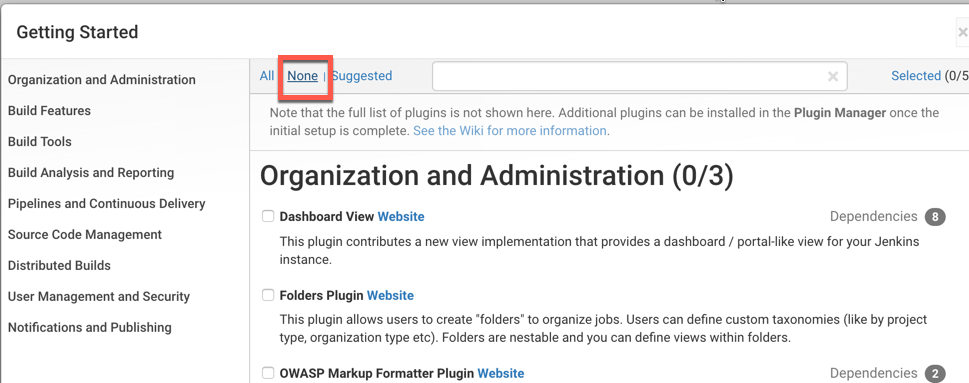 Getting Started
×
Organization and Administration
Build Features
Build Tools
Build Analysis and Reporting
Pipelines and Continuous Delivery
Source Code Management
Distributed Builds
User Management and Security
Notifications and Publishing
All None | Suggested × Selected (0/5
Note that the full list of plugins is not shown here. Additional plugins can be installed in the Plugin Manager once the
initial setup is complete. See the Wiki for more information.
Organization and Administration (0/3)
Dashboard View Website Dependencies 8
This plugin contributes a new view implementation that provides a dashboard / portal-like view for your Jenkins
instance.
Folders Plugin Website
This plugin allows users to create "folders" to organize jobs. Users can define custom taxonomies (like by project
type, organization type etc). Folders are nestable and you can define views within folders.
OWASP Markup Formatter Plugin Website Dependencies 2